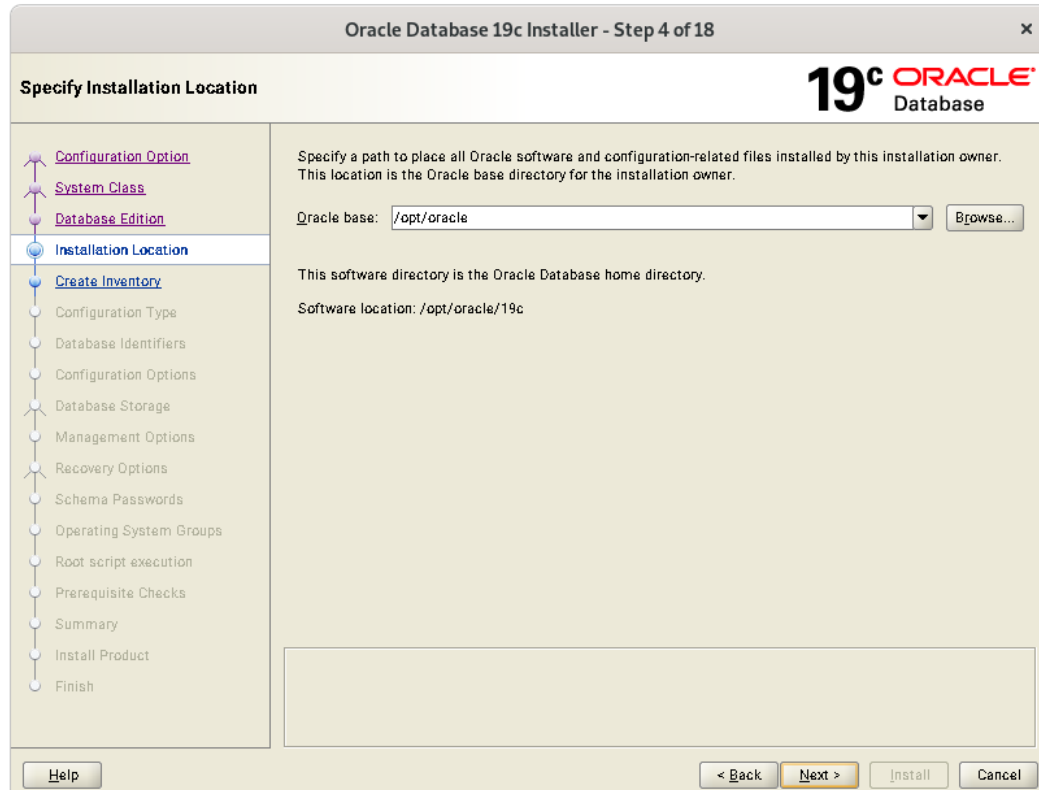 Oracle Database 19c Installer - Step 4 of 18
×
Specify Installation Location
19c ORACLE
Database
Configuration Option
System Class
Database Edition
Installation Location
Create Inventory
Configuration Type
Database Identifiers
Configuration Options
Database Storage
Management Options
Recovery Options
Schema Passwords
Operating System Groups
Root script execution
Prerequisite Checks
Summary
Install Product
Finish
Specify a path to place all Oracle software and configuration-related files installed by this installation owner.
This location is the Oracle base directory for the installation owner.
Oracle base: /opt/oracle Browse...
This software directory is the Oracle Database home directory.
Software location: /opt/oracle/19c
Help < Back Next > Install Cancel